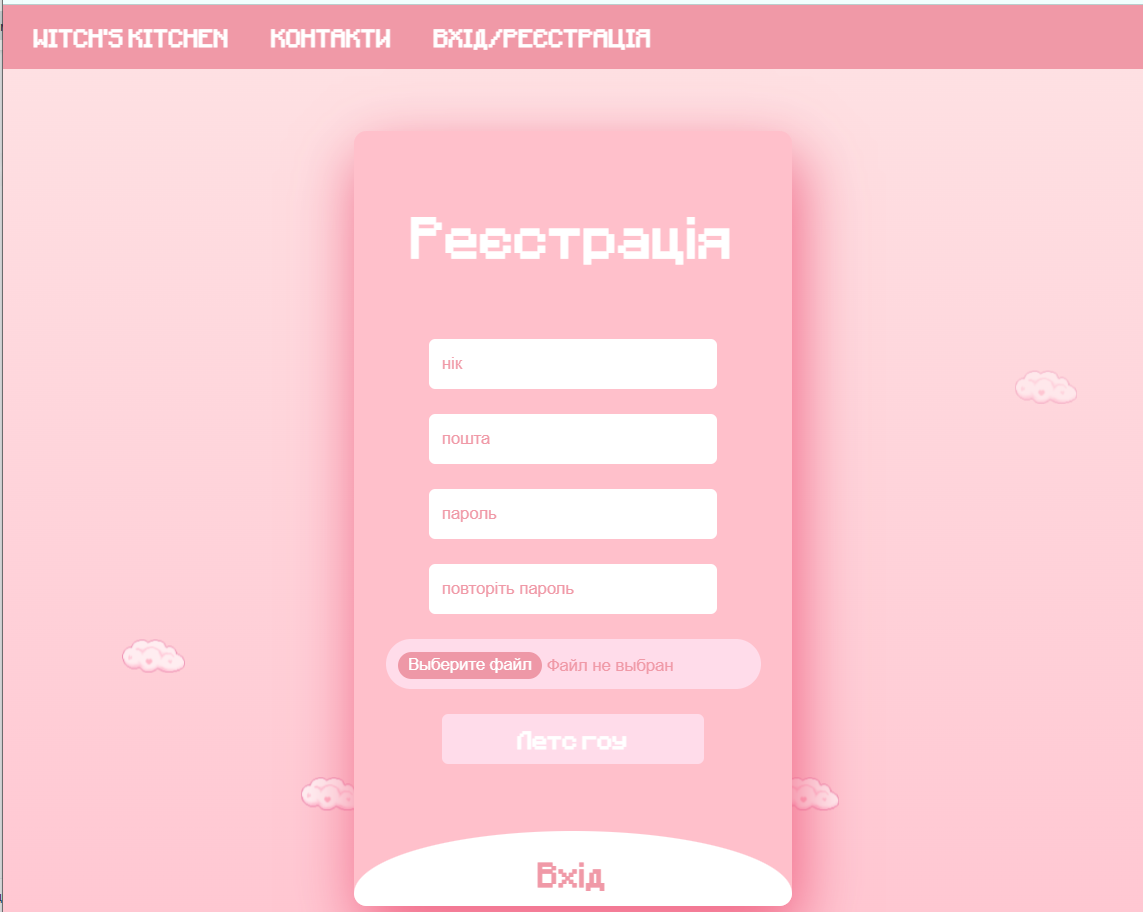 WITCH'S KITCHEN КОНТАКТИ ВХІД/РЕЄСТРАЦІЯ
Реєстрація
нік
пошта
пароль
повторіть пароль
Выберите файл Файл не выбран
Летс гоу
Вхід